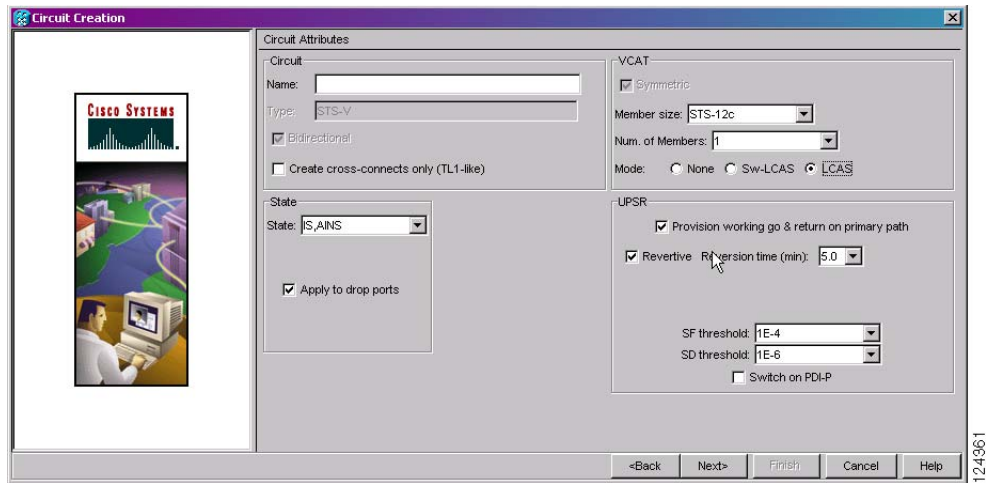 Circuit Creation
CISCO SYSTEMS
Circuit Attributes
Circuit
Name:
Type: STS-V
Bidirectional
Create cross-connects only (TL1-like)
State
State: IS,AINS
Apply to drop ports
VCAT
Symmetric
Member size: STS-12c
Num. of Members: 1
Mode: None Sw-LCAS LCAS
UPSR
Provision working go & return on primary path
Revertive Reversion time (min): 5.0
SF threshold: 1E-4
SD threshold: 1E-6
Switch on PDI-P
<Back Next> Finish Cancel Help
124961